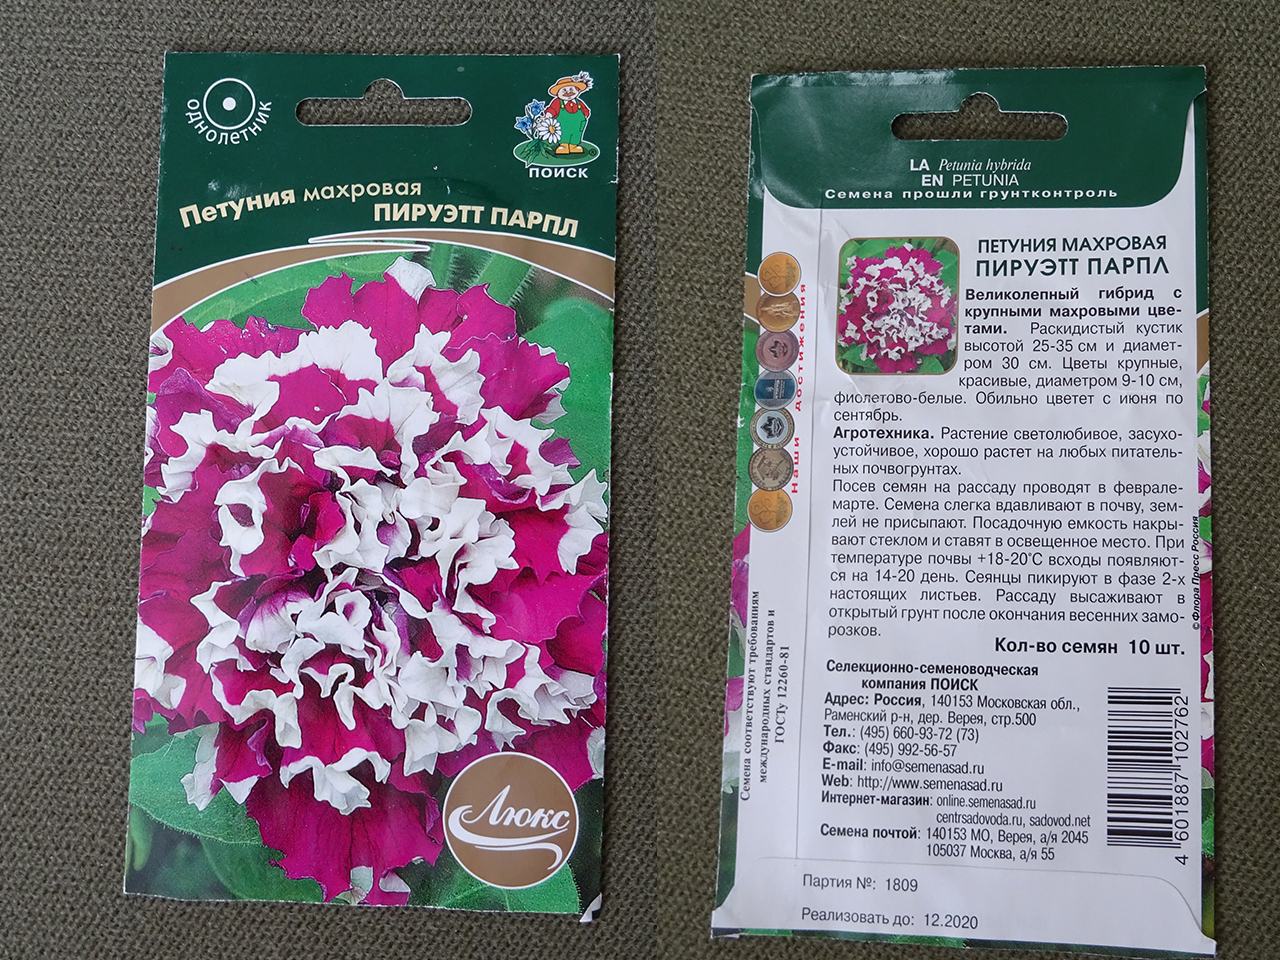 ОДНОЛЕТНИК
ПОИСК
Петуния махровая
ПИРУЭТТ ПАРПЛ
Люкс
LA Petunia hybrida
EN PETUNIA
Семена прошли грунтконтроль
ПЕТУНИЯ МАХРОВАЯ
ПИРУЭТТ ПАРПЛ
Великолепный гибрид с
крупными махровыми цве-
тами. Раскидистый кустик
высотой 25-35 см и диамет-
ром 30 см. Цветы крупные,
красивые, диаметром 9-10 см,
фиолетово-белые. Обильно цветет с июня по
сентябрь.
Агротехника. Растение светолюбивое, засухо-
устойчивое, хорошо растет на любых питатель-
ных почвогрунтах.
Посев семян на рассаду проводят в феврале-
марте. Семена слегка вдавливают в почву, зем-
лей не присыпают. Посадочную емкость накры-
вают стеклом и ставят в освещенное место. При
температуре почвы +18-20°С всходы появляют-
ся на 14-20 день. Сеянцы пикируют в фазе 2-х
настоящих листьев. Рассаду высаживают в
открытый грунт после окончания весенних замо-
розков.
Кол-во семян 10 шт.
Селекционно-семеноводческая
компания ПОИСК
Адрес: Россия, 140153 Московская обл.,
Раменский р-н, дер. Верея, стр.500
Тел.: (495) 660-93-72 (73)
Факс: (495) 992-56-57
E-mail: info@semenasad.ru
Web: http://www.semenasad.ru
Интернет-магазин: online.semenasad.ru
centrsadovoda.ru, sadovod.net
Семена почтой: 140153 МО, Верея, а/я 2045
105037 Москва, а/я 55
Партия №: 1809
Реализовать до: 12.2020
Наши достижения
Семена соответствуют требованиям
международных стандартов и
ГОСТу 12260-81
© Флора Пресс Россия
4 601887 102762